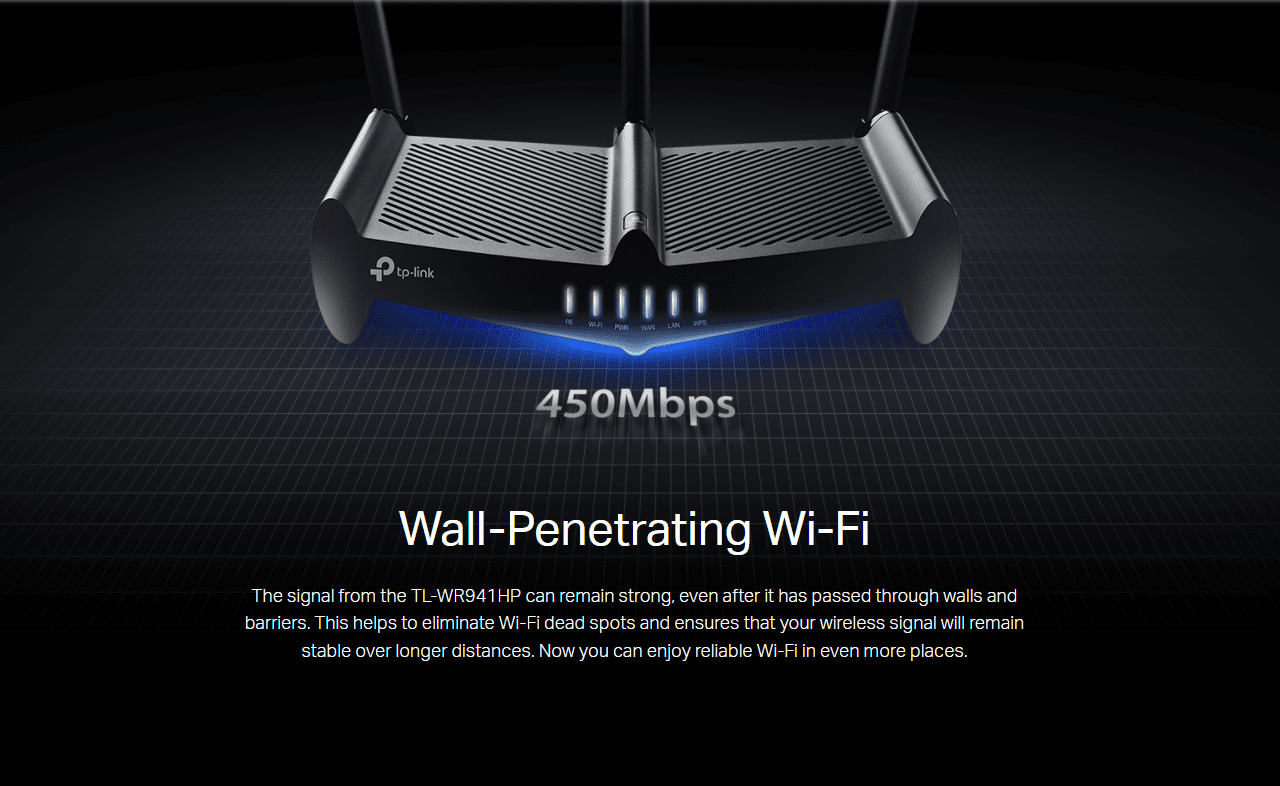 tp-link
RE Wi-Fi PWR WAN LAN WPS
450Mbps
Wall-Penetrating Wi-Fi
The signal from the TL-WR941HP can remain strong, even after it has passed through walls and
barriers. This helps to eliminate Wi-Fi dead spots and ensures that your wireless signal will remain
stable over longer distances. Now you can enjoy reliable Wi-Fi in even more places.